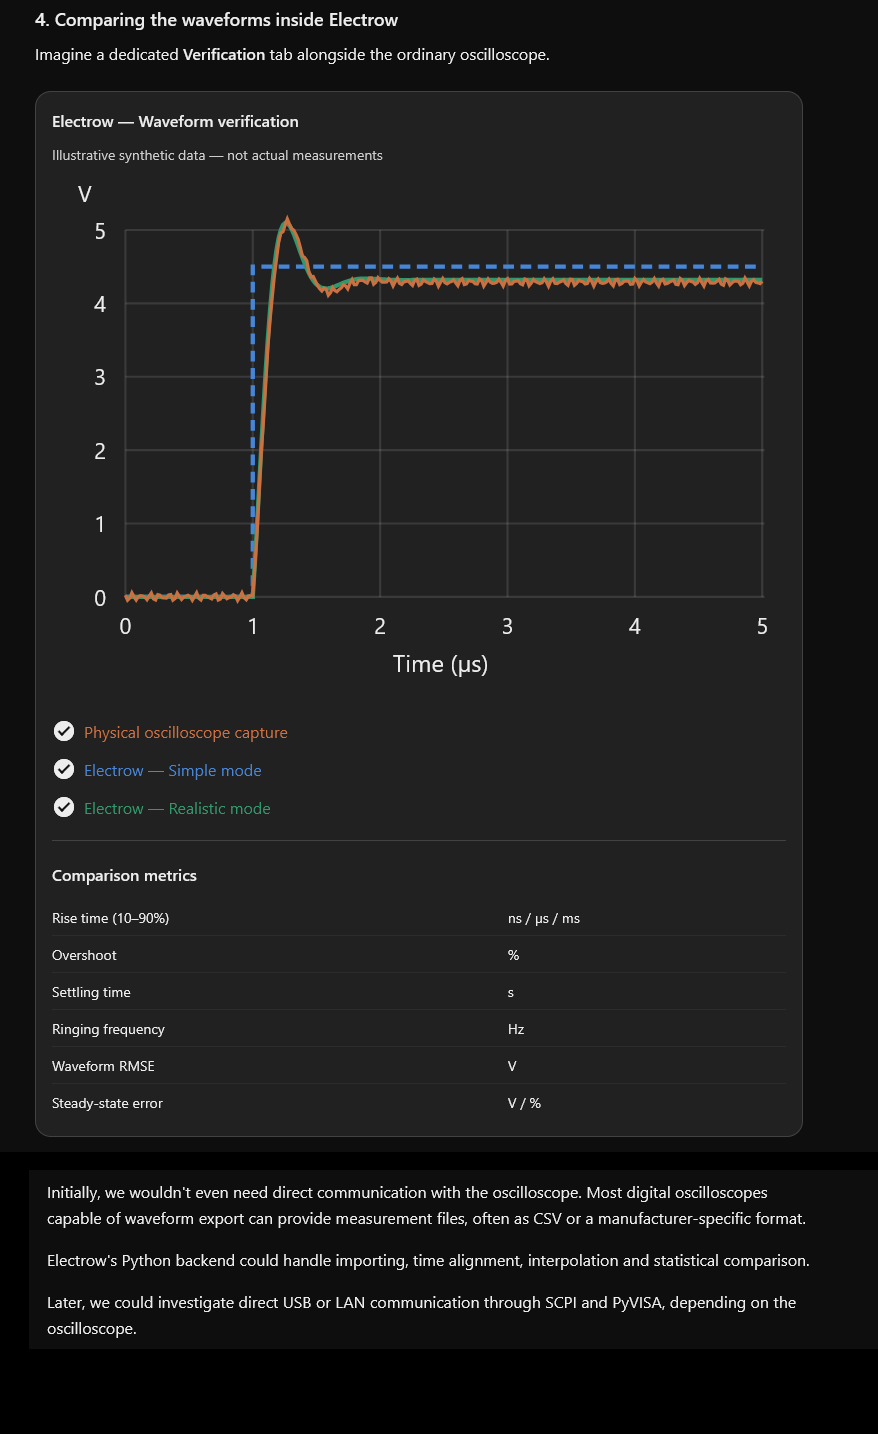 4. Comparing the waveforms inside Electrow
Imagine a dedicated Verification tab alongside the ordinary oscilloscope.
Electrow — Waveform verification
Illustrative synthetic data — not actual measurements
V
5
4
3
2
1
0
0 1 2 3 4 5
Time (µs)
Physical oscilloscope capture
Electrow — Simple mode
Electrow — Realistic mode
Comparison metrics
Rise time (10–90%) ns / µs / ms
Overshoot %
Settling time s
Ringing frequency Hz
Waveform RMSE V
Steady-state error V / %
Initially, we wouldn't even need direct communication with the oscilloscope. Most digital oscilloscopes
capable of waveform export can provide measurement files, often as CSV or a manufacturer-specific format.
Electrow's Python backend could handle importing, time alignment, interpolation and statistical comparison.
Later, we could investigate direct USB or LAN communication through SCPI and PyVISA, depending on the
oscilloscope.